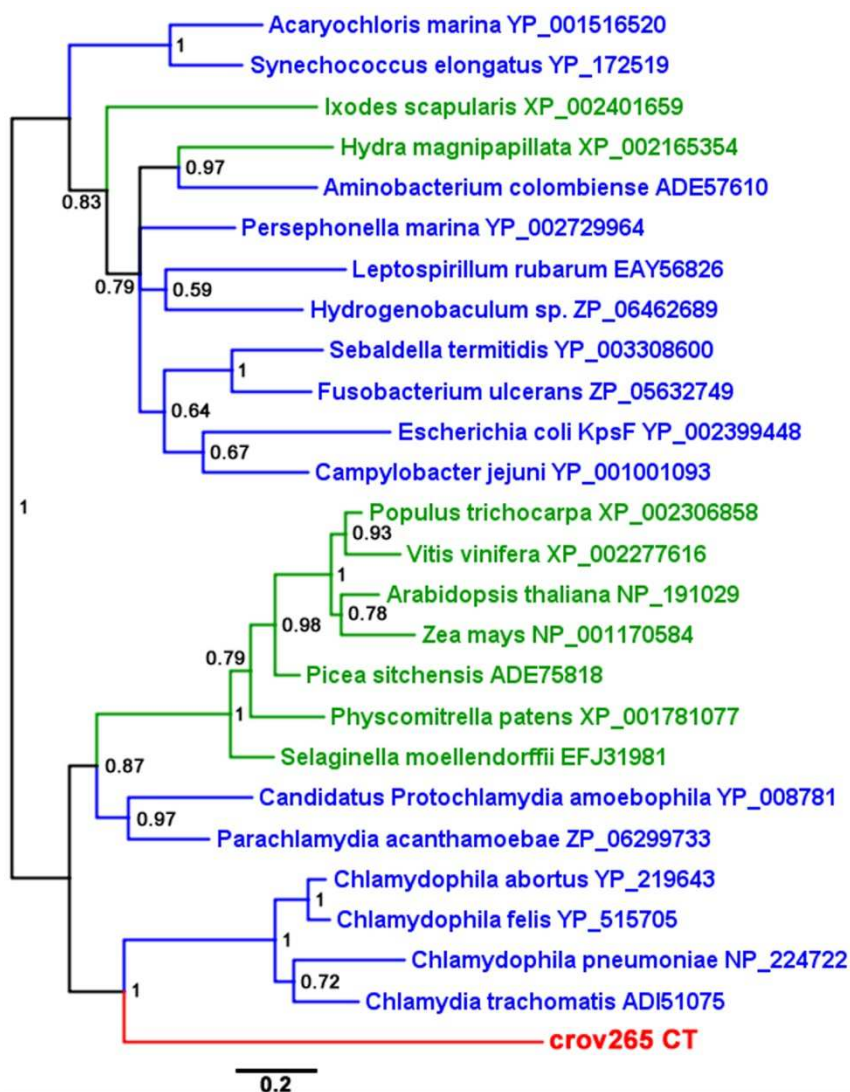 Acaryochloris marina YP_001516520
1
Synechococcus elongatus YP_172519
Ixodes scapularis XP_002401659
Hydra magnipapillata XP_002165354
0.97
0.83
Aminobacterium colombiense ADE57610
Persephonella marina YP_002729964
Leptospirillum rubarum EAY56826
0.79
0.59
Hydrogenobaculum sp. ZP_06462689
Sebaldella termitidis YP_003308600
1
Fusobacterium ulcerans ZP_05632749
0.64
Escherichia coli KpsF YP_002399448
0.67
Campylobacter jejuni YP_001001093
1
Populus trichocarpa XP_002306858
0.93
Vitis vinifera XP_002277616
1
Arabidopsis thaliana NP_191029
0.78
0.98
Zea mays NP_001170584
0.79
Picea sitchensis ADE75818
1
Physcomitrella patens XP_001781077
Selaginella moellendorffii EFJ31981
0.87
Candidatus Protochlamydia amoebophila YP_008781
0.97
Parachlamydia acanthamoebae ZP_06299733
Chlamydophila abortus YP_219643
1
Chlamydophila felis YP_515705
1
Chlamydophila pneumoniae NP_224722
0.72
Chlamydia trachomatis ADI51075
1
crov265 CT
0.2